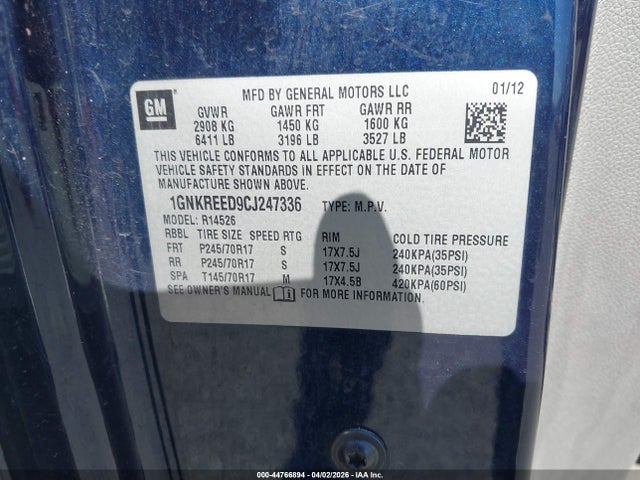 GM
MFD BY GENERAL MOTORS LLC 01/12
GVWR GAWR FRT GAWR RR
2908 KG 1450 KG 1600 KG
6411 LB 3196 LB 3527 LB
THIS VEHICLE CONFORMS TO ALL APPLICABLE U.S. FEDERAL MOTOR
VEHICLE SAFETY STANDARDS IN EFFECT ON THE DATE OF
MANUFACTURE SHOWN ABOVE.
1GNKREED9CJ247336 TYPE: M.P.V.
MODEL: R14526
RBBL TIRE SIZE SPEED RTG RIM COLD TIRE PRESSURE
FRT P245/70R17 S 17X7.5J 240KPA(35PSI)
RR P245/70R17 S 17X7.5J 240KPA(35PSI)
SPA T145/70R17 M 17X4.5B 420KPA(60PSI)
SEE OWNER'S MANUAL FOR MORE INFORMATION.
©-IAA 44766894 | 04/02/2026 - IAAI.COM